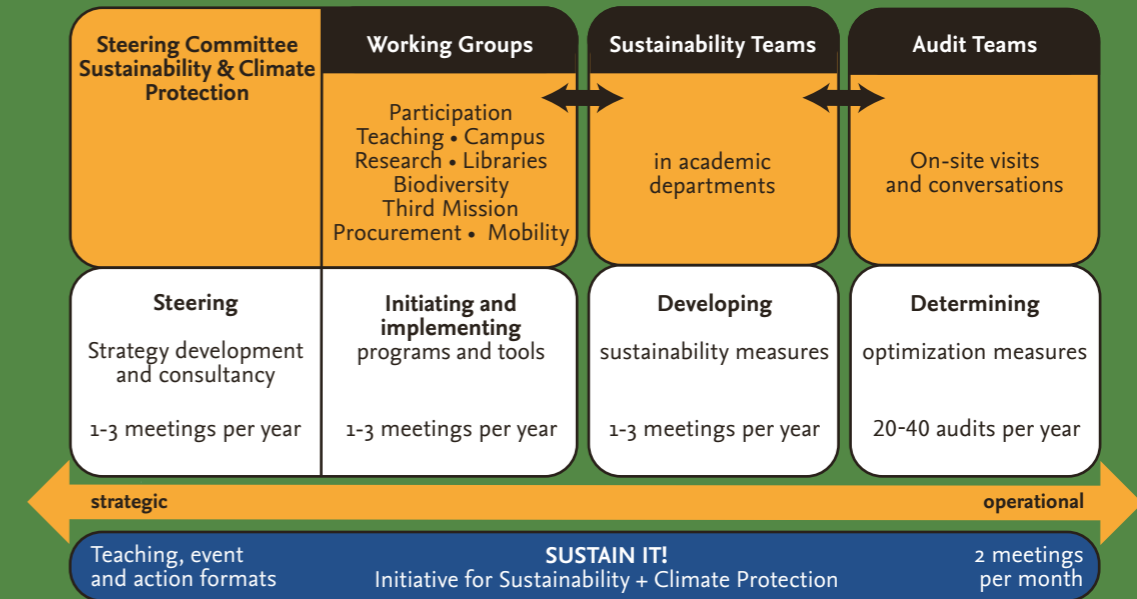 Steering Committee
Sustainability & Climate
Protection
Working Groups
Participation
Teaching • Campus
Research • Libraries
Biodiversity
Third Mission
Procurement • Mobility
Sustainability Teams
in academic
departments
Audit Teams
On-site visits
and conversations
Steering
Strategy development
and consultancy
1-3 meetings per year
Initiating and
implementing
programs and tools
1-3 meetings per year
Developing
sustainability measures
1-3 meetings per year
Determining
optimization measures
20-40 audits per year
strategic
operational
Teaching, event
and action formats
SUSTAIN IT!
Initiative for Sustainability + Climate Protection
2 meetings
per month